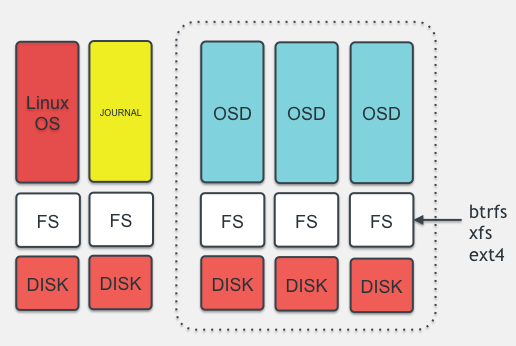 Linux
OS
JOURNAL
OSD
OSD
OSD
FS
FS
FS
FS
FS
btrfs
xfs
ext4
DISK
DISK
DISK
DISK
DISK